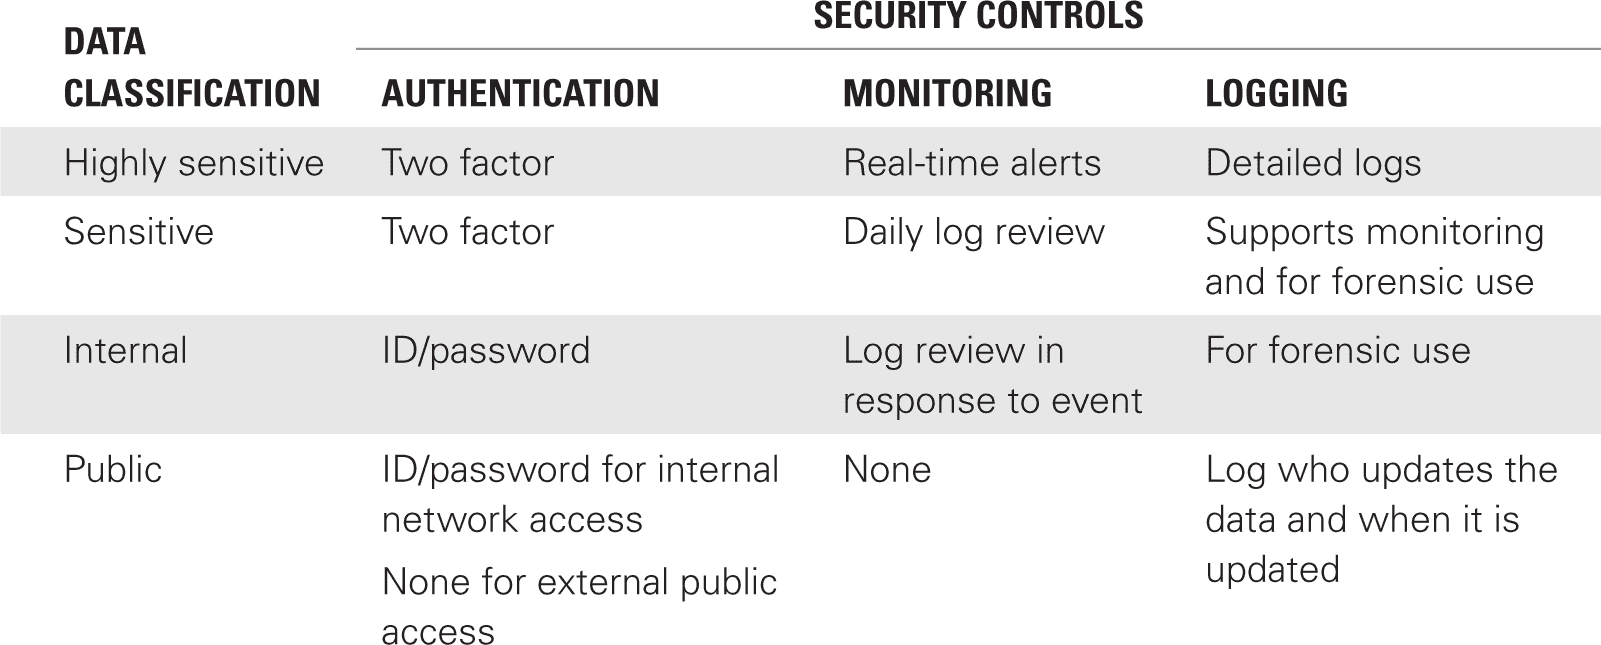 SECURITY CONTROLS
DATA
CLASSIFICATION AUTHENTICATION MONITORING LOGGING
Highly sensitive Two factor Real-time alerts Detailed logs
Sensitive Two factor Daily log review Supports monitoring
and for forensic use
Internal ID/password Log review in For forensic use
response to event
Public ID/password for internal None Log who updates the
network access data and when it is
updated
None for external public
access